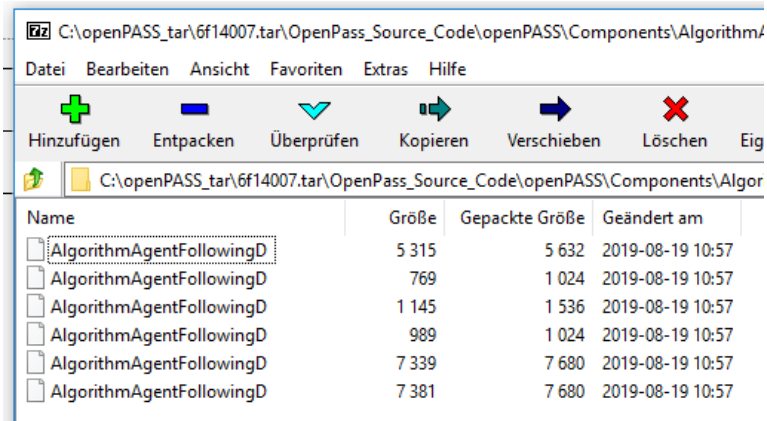 C:\openPASS_tar\6f14007.tar\OpenPass_Source_Code\openPASS\Components\AlgorithmA
Datei Bearbeiten Ansicht Favoriten Extras Hilfe
Hinzufügen Entpacken Überprüfen Kopieren Verschieben Löschen Eig
C:\openPASS_tar\6f14007.tar\OpenPass_Source_Code\openPASS\Components\Algor
Name Größe Gepackte Größe Geändert am
AlgorithmAgentFollowingD 5 315 5 632 2019-08-19 10:57
AlgorithmAgentFollowingD 769 1 024 2019-08-19 10:57
AlgorithmAgentFollowingD 1 145 1 536 2019-08-19 10:57
AlgorithmAgentFollowingD 989 1 024 2019-08-19 10:57
AlgorithmAgentFollowingD 7 339 7 680 2019-08-19 10:57
AlgorithmAgentFollowingD 7 381 7 680 2019-08-19 10:57